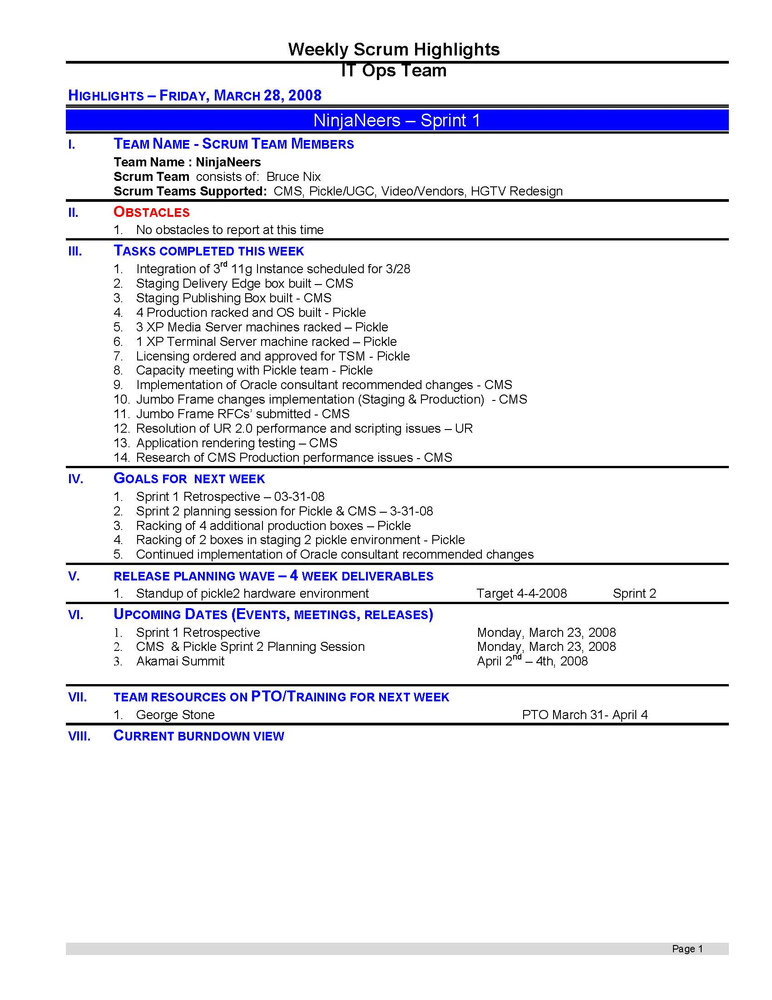 Weekly Scrum Highlights
IT Ops Team
HIGHLIGHTS – FRIDAY, MARCH 28, 2008
NinjaNeers – Sprint 1
I. TEAM NAME - SCRUM TEAM MEMBERS
Team Name : NinjaNeers
Scrum Team consists of: Bruce Nix
Scrum Teams Supported: CMS, Pickle/UGC, Video/Vendors, HGTV Redesign
II. OBSTACLES
1. No obstacles to report at this time
III. TASKS COMPLETED THIS WEEK
1. Integration of 3rd 11g Instance scheduled for 3/28
2. Staging Delivery Edge box built – CMS
3. Staging Publishing Box built - CMS
4. 4 Production racked and OS built - Pickle
5. 3 XP Media Server machines racked – Pickle
6. 1 XP Terminal Server machine racked – Pickle
7. Licensing ordered and approved for TSM - Pickle
8. Capacity meeting with Pickle team - Pickle
9. Implementation of Oracle consultant recommended changes - CMS
10. Jumbo Frame changes implementation (Staging & Production) - CMS
11. Jumbo Frame RFCs’ submitted - CMS
12. Resolution of UR 2.0 performance and scripting issues – UR
13. Application rendering testing – CMS
14. Research of CMS Production performance issues - CMS
IV. GOALS FOR NEXT WEEK
1. Sprint 1 Retrospective – 03-31-08
2. Sprint 2 planning session for Pickle & CMS – 3-31-08
3. Racking of 4 additional production boxes – Pickle
4. Racking of 2 boxes in staging 2 pickle environment - Pickle
5. Continued implementation of Oracle consultant recommended changes
V. RELEASE PLANNING WAVE – 4 WEEK DELIVERABLES
1. Standup of pickle2 hardware environment Target 4-4-2008 Sprint 2
VI. UPCOMING DATES (EVENTS, MEETINGS, RELEASES)
1. Sprint 1 Retrospective Monday, March 23, 2008
2. CMS & Pickle Sprint 2 Planning Session Monday, March 23, 2008
3. Akamai Summit April 2nd – 4th, 2008
VII. TEAM RESOURCES ON PTO/TRAINING FOR NEXT WEEK
1. George Stone PTO March 31- April 4
VIII. CURRENT BURNDOWN VIEW
Page 1